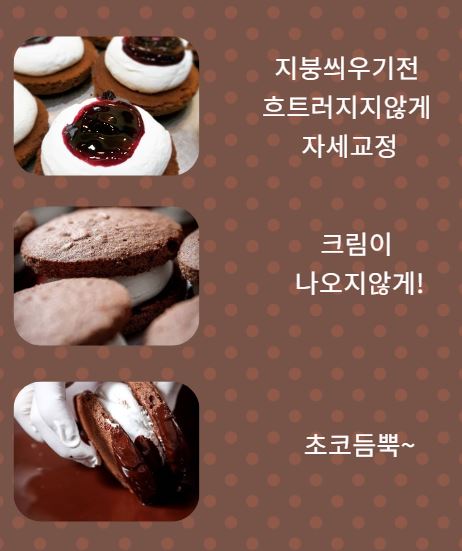 지붕씌우기전
흐트러지지않게
자세교정
크림이
나오지않게!
초코듬뿍~